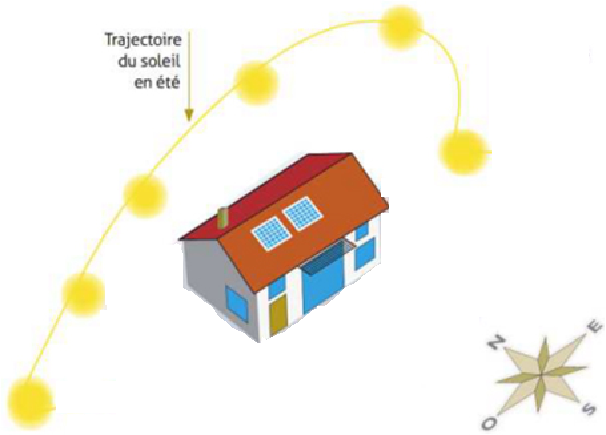 Trajectoire
du soleil
en été
N
E
O
S